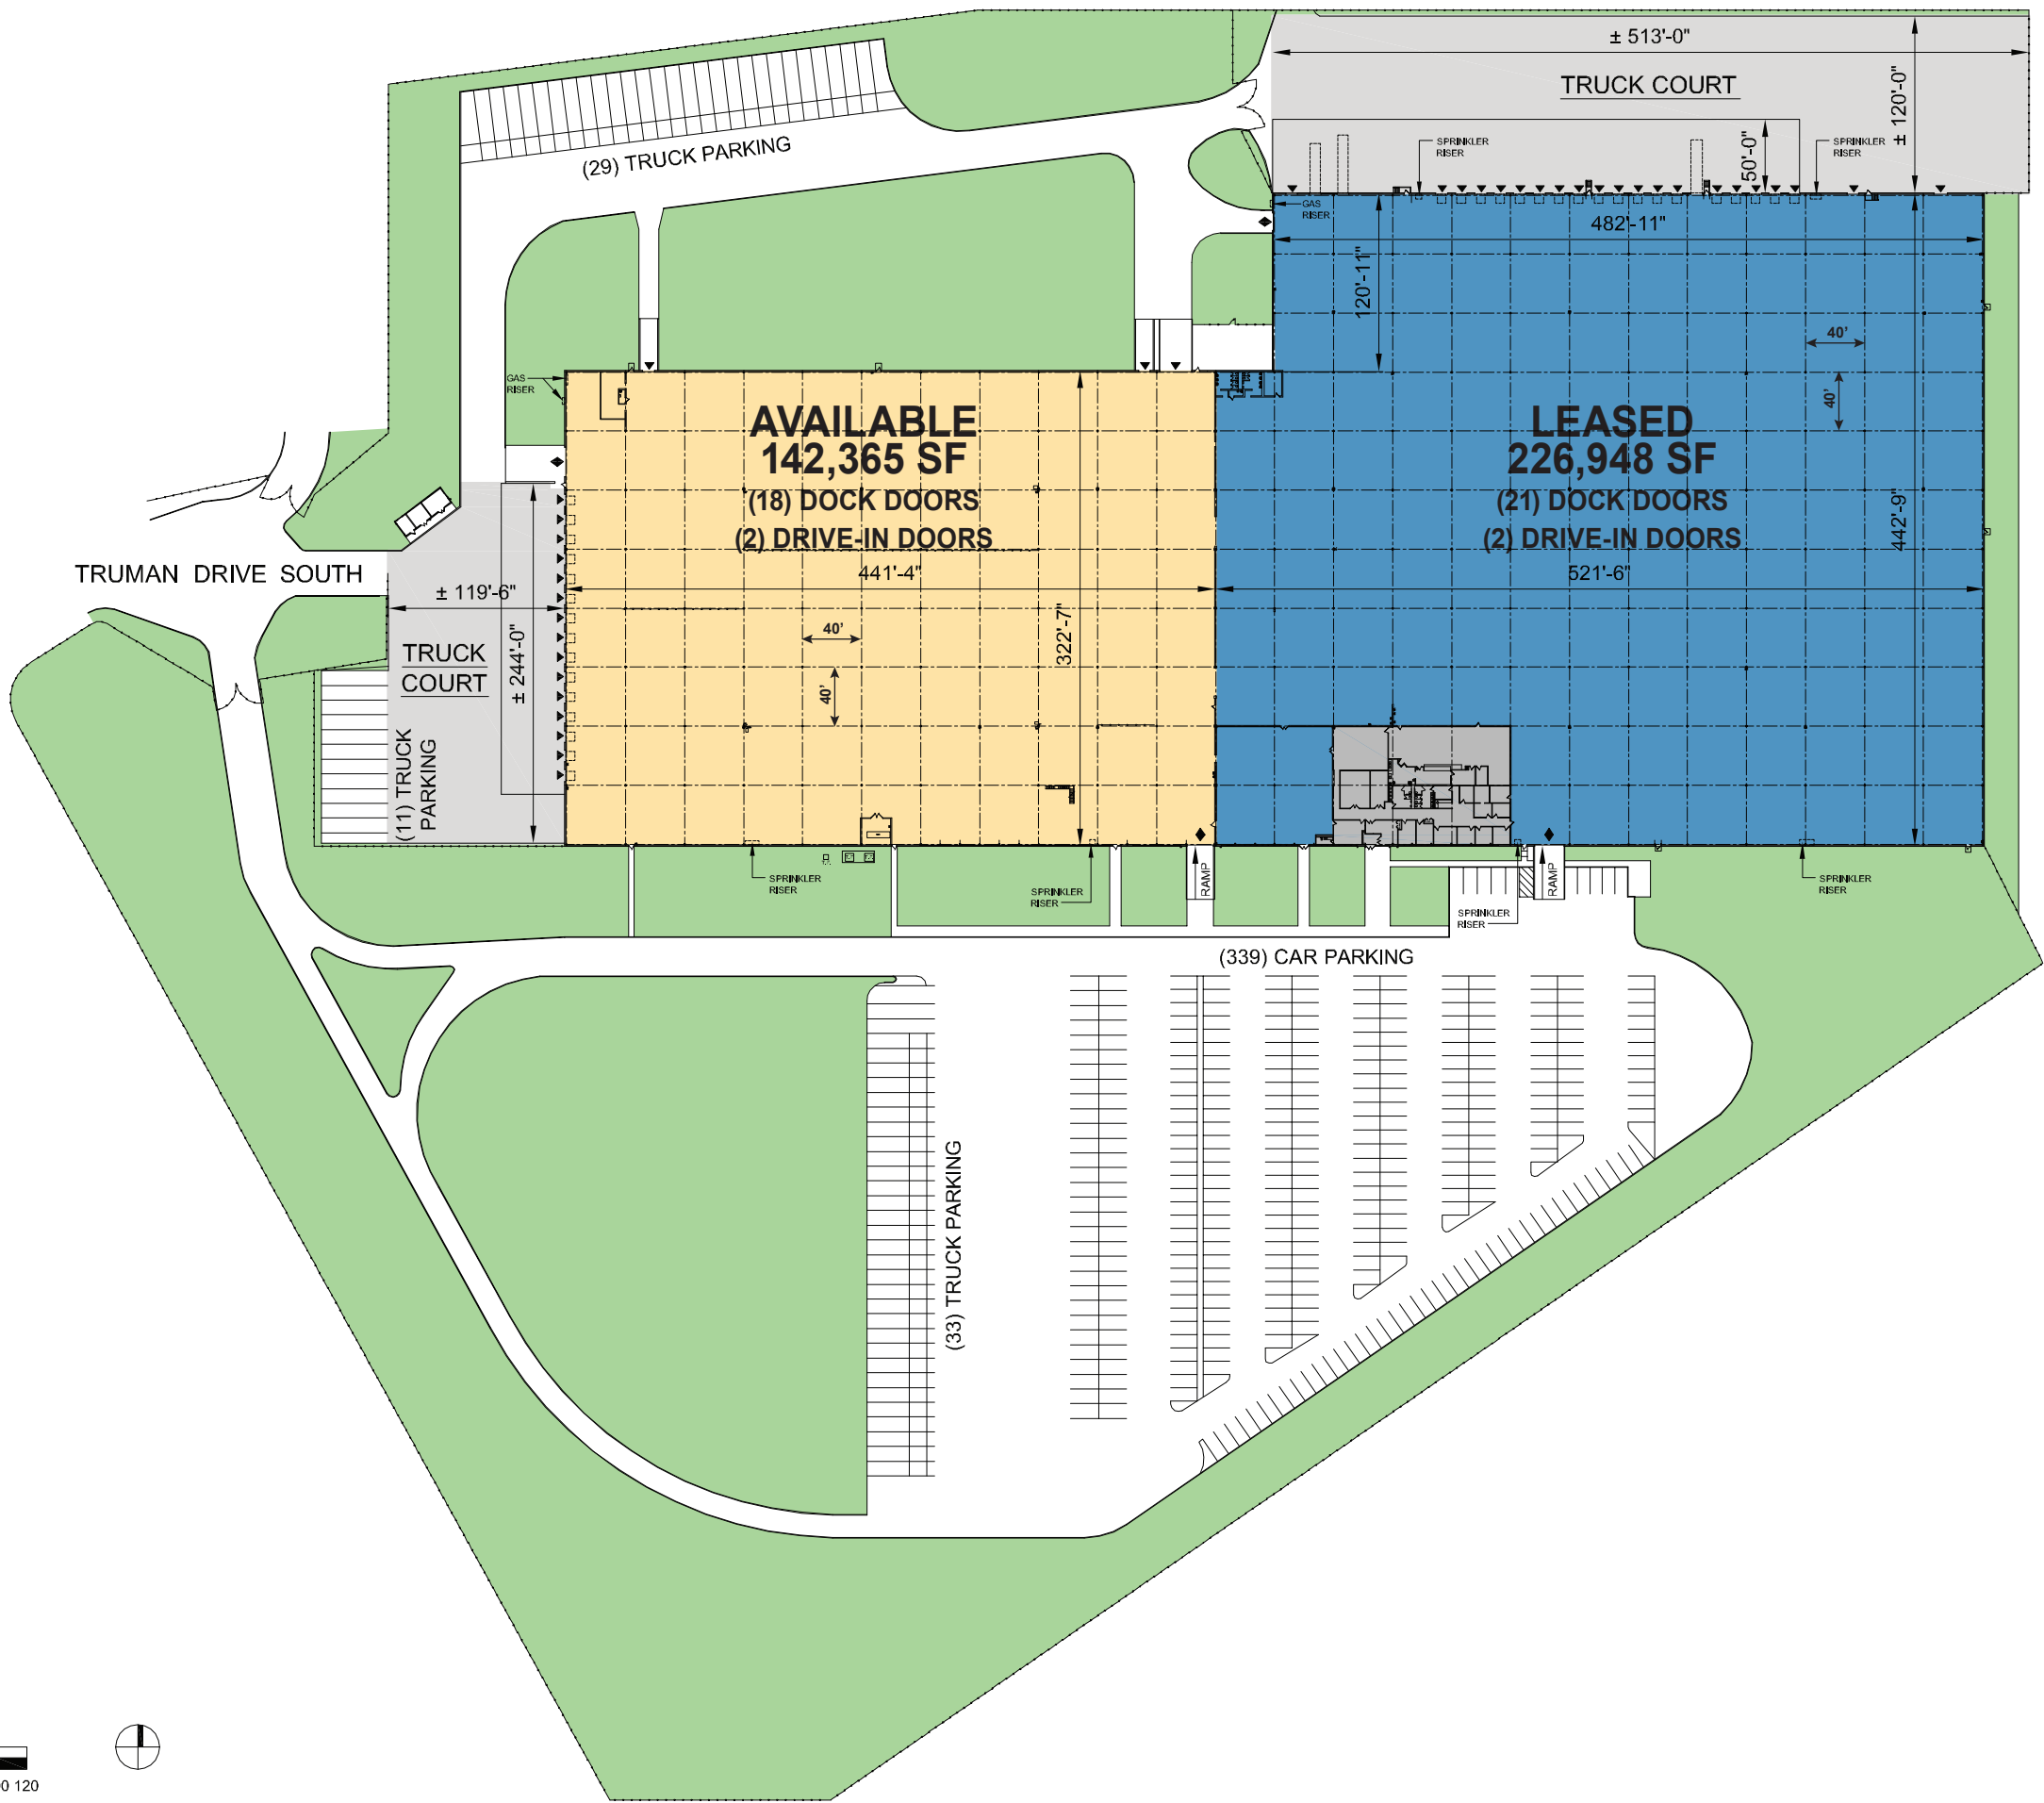 ± 513'-0"
TRUCK COURT
± 120'-0"
50'-0"
SPRINKLER
RISER
SPRINKLER
RISER
(29) TRUCK PARKING
GAS
RISER
482'-11"
120'-11"
40'
40'
GAS
RISER
AVAILABLE
142,365 SF
(18) DOCK DOORS
(2) DRIVE-IN DOORS
441'-4"
322'-7"
40'
40'
LEASED
226,948 SF
(21) DOCK DOORS
(2) DRIVE-IN DOORS
521'-6"
442'-9"
TRUMAN DRIVE SOUTH
± 119'-6"
TRUCK
COURT
± 244'-0"
(11) TRUCK
PARKING
SPRINKLER
RISER
SPRINKLER
RISER
RAMP
SPRINKLER
RISER
RAMP
SPRINKLER
RISER
(339) CAR PARKING
(33) TRUCK PARKING
120